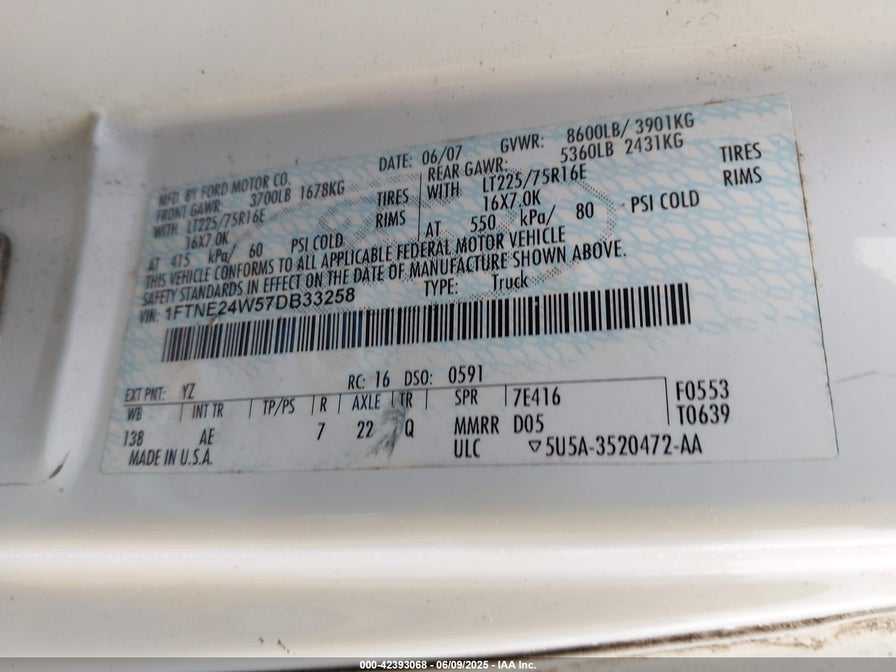 MFD. BY FORD MOTOR CO.
DATE: 06/07 GVWR: 8600LB/ 3901KG
FRONT GAWR: 3700LB 1678KG
REAR GAWR: 5360LB 2431KG
WITH LT225/75R16E TIRES
WITH LT225/75R16E TIRES
16X7.0K RIMS
16X7.0K RIMS
AT 415 kPa/ 60 PSI COLD
AT 550 kPa/ 80 PSI COLD
THIS VEHICLE CONFORMS TO ALL APPLICABLE FEDERAL MOTOR VEHICLE
SAFETY STANDARDS IN EFFECT ON THE DATE OF MANUFACTURE SHOWN ABOVE.
VIN: 1FTNE24W57DB33258 TYPE: Truck
EXT PNT: YZ RC: 16 DSO: 0591
WB INT TR TP/PS R AXLE TR SPR 7E416 F0553
138 AE 7 22 Q MMRR D05 T0639
MADE IN U.S.A. ULC ▽5U5A-3520472-AA
000-42393068 - 06/09/2025 - IAA Inc.